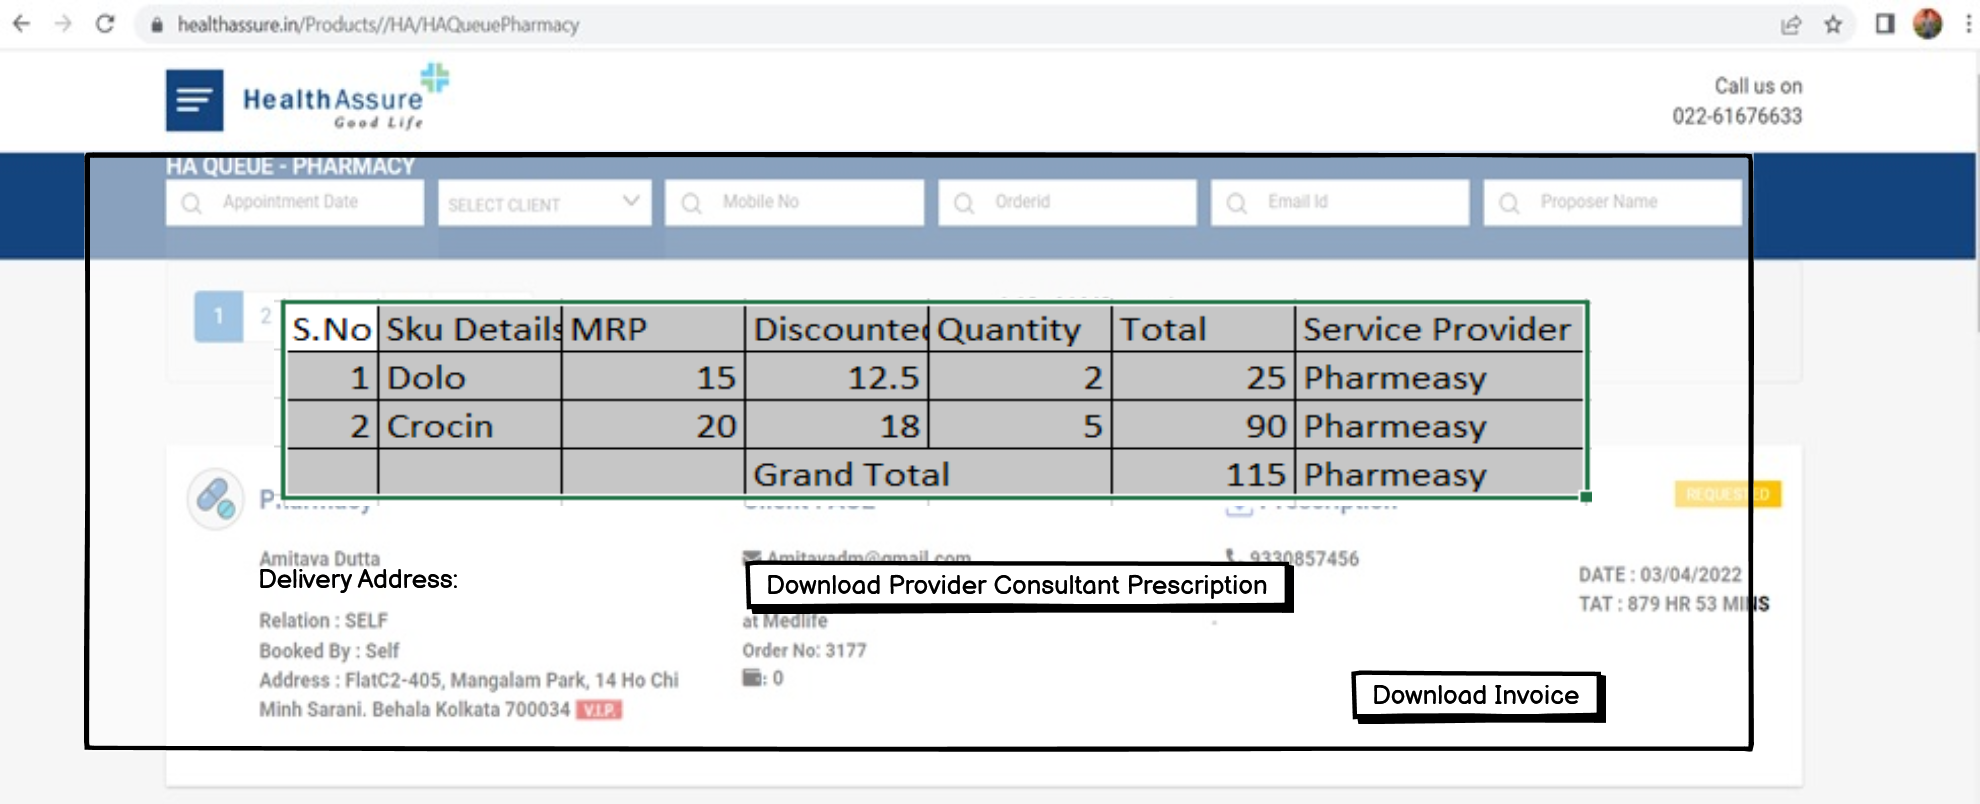 healthassure.in/Products//HA/HAQueuePharmacy
HealthAssure
Good Life
Call us on
022-61676633
HA QUEUE - PHARMACY
Appointment Date
SELECT CLIENT
Mobile No
Orderid
Email Id
Proposer Name
1 2
S.No Sku Details MRP Discounted Quantity Total Service Provider
1 Dolo 15 12.5 2 25 Pharmeasy
2 Crocin 20 18 5 90 Pharmeasy
Grand Total 115 Pharmeasy
Pharmacy
Prescription
REQUESTED
Amitava Dutta
Amitavadm@gmail.com
9330857456
Delivery Address:
Download Provider Consultant Prescription
DATE : 03/04/2022
TAT : 879 HR 53 MINS
Relation : SELF
at Medlife
Booked By : Self
Order No: 3177
Address : FlatC2-405, Mangalam Park, 14 Ho Chi
: 0
Minh Sarani. Behala Kolkata 700034 V.I.P.
Download Invoice